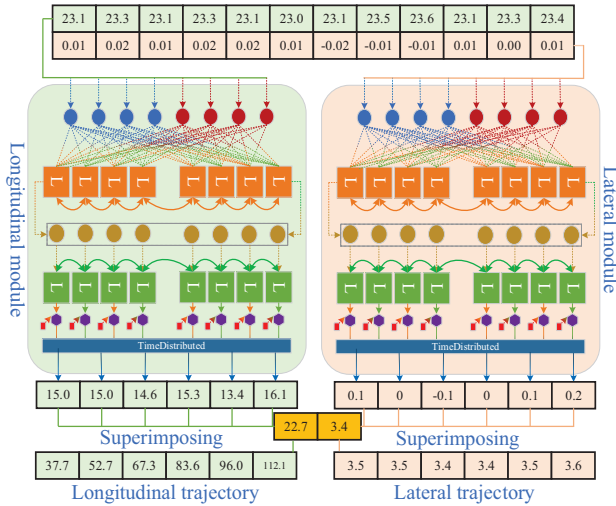 23.1 23.3 23.1 23.1 23.0 23.1 23.5 23.6 23.1 23.3 23.4
0.01 0.02 0.01 0.02 0.02 0.01 -0.02 -0.01 -0.01 0.01 0.00 0.01
Longitudinal module
Lateral module
L L L L L L L L
L L L L L L L L
L L L L L L L L
L L L L L L L L
TimeDistributed
TimeDistributed
15.0 15.0 14.6 15.3 13.4 16.1
0.1 0 -0.1 0 0.1 0.2
22.7 3.4
Superimposing
Superimposing
37.7 52.7 67.3 83.6 96.0 112.1
3.5 3.5 3.4 3.4 3.5 3.6
Longitudinal trajectory
Lateral trajectory